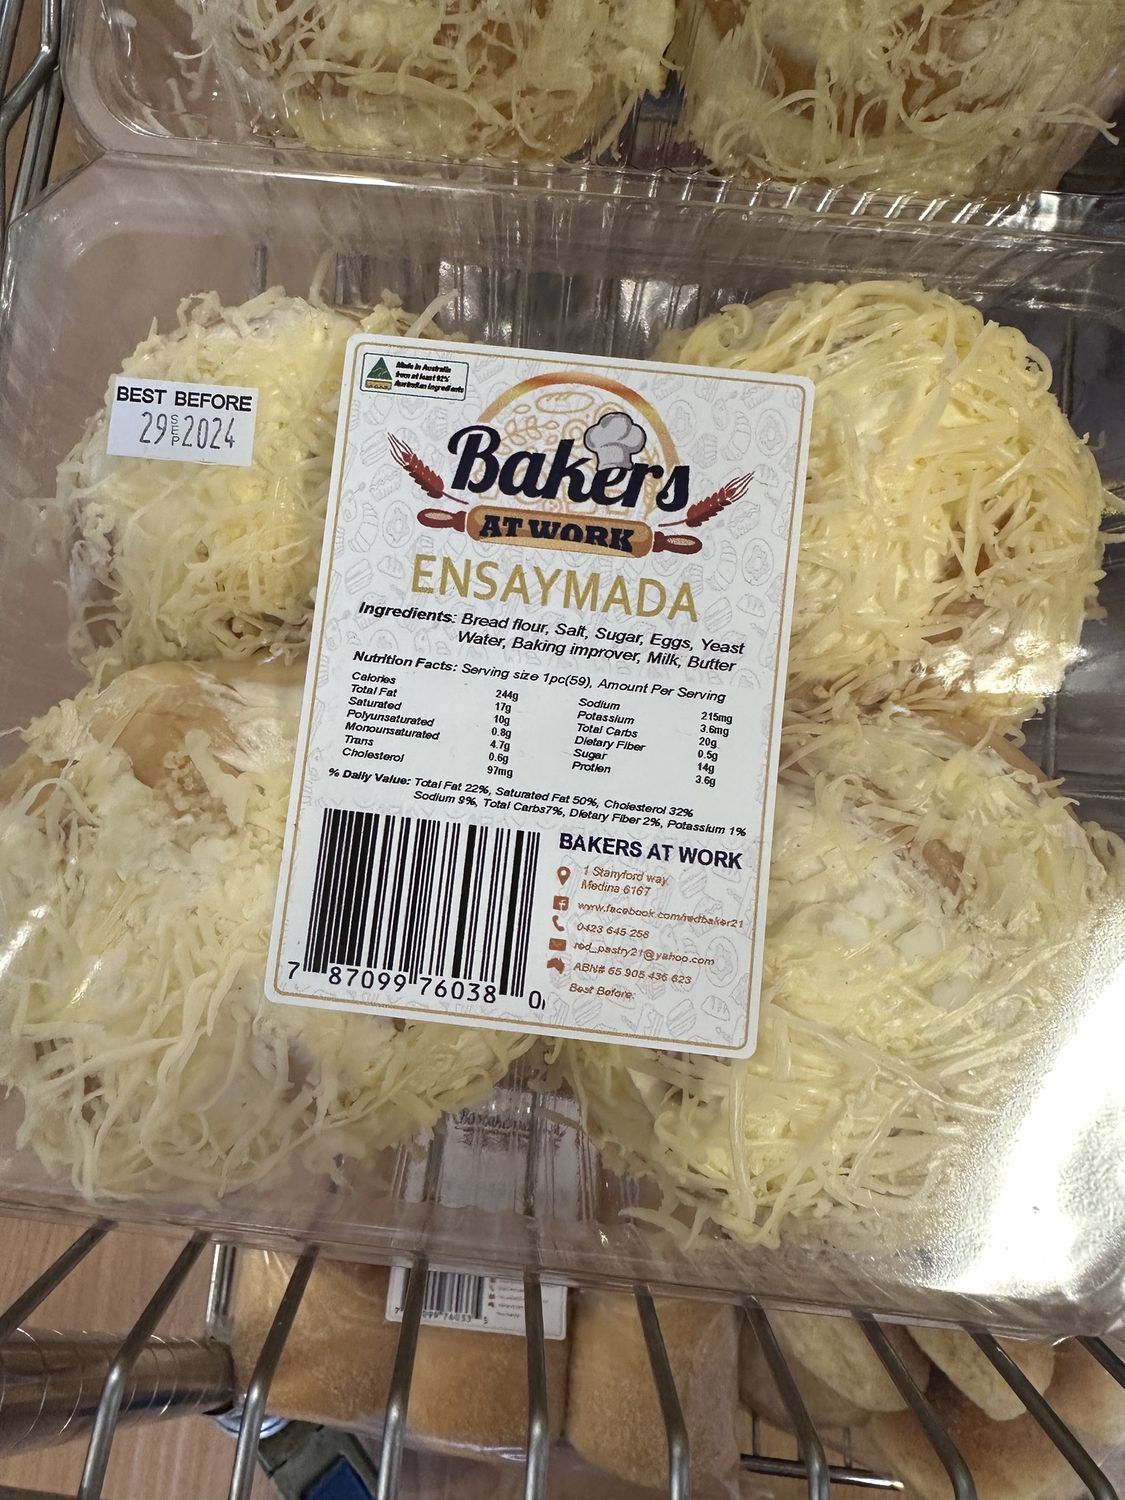 BEST BEFORE
29 SEP 2024
Made in Australia
from at least 92%
Australian ingredients
Bakers
AT WORK
ENSAYMADA
Ingredients: Bread flour, Salt, Sugar, Eggs, Yeast
Water, Baking improver, Milk, Butter
Nutrition Facts: Serving size 1pc(59), Amount Per Serving
Calories 244g
Total Fat 17g
Saturated 10g
Polyunsaturated 0.8g
Monounsaturated 4.7g
Trans 0.6g
Cholesterol 97mg
Sodium 215mg
Potassium 3.6mg
Total Carbs 20g
Dietary Fiber 0.5g
Sugar 14g
Protien 3.6g
% Daily Value: Total Fat 22%, Saturated Fat 50%, Cholesterol 32%
Sodium 9%, Total Carbs7%, Dietary Fiber 2%, Potassium 1%
7 87099 76038 0
BAKERS AT WORK
1 Stanyford way
Medina 6167
www.facebook.com/redbaker21
0423 645 258
red_pastry21@yahoo.com
ABN# 65 905 436 623
Best Before: